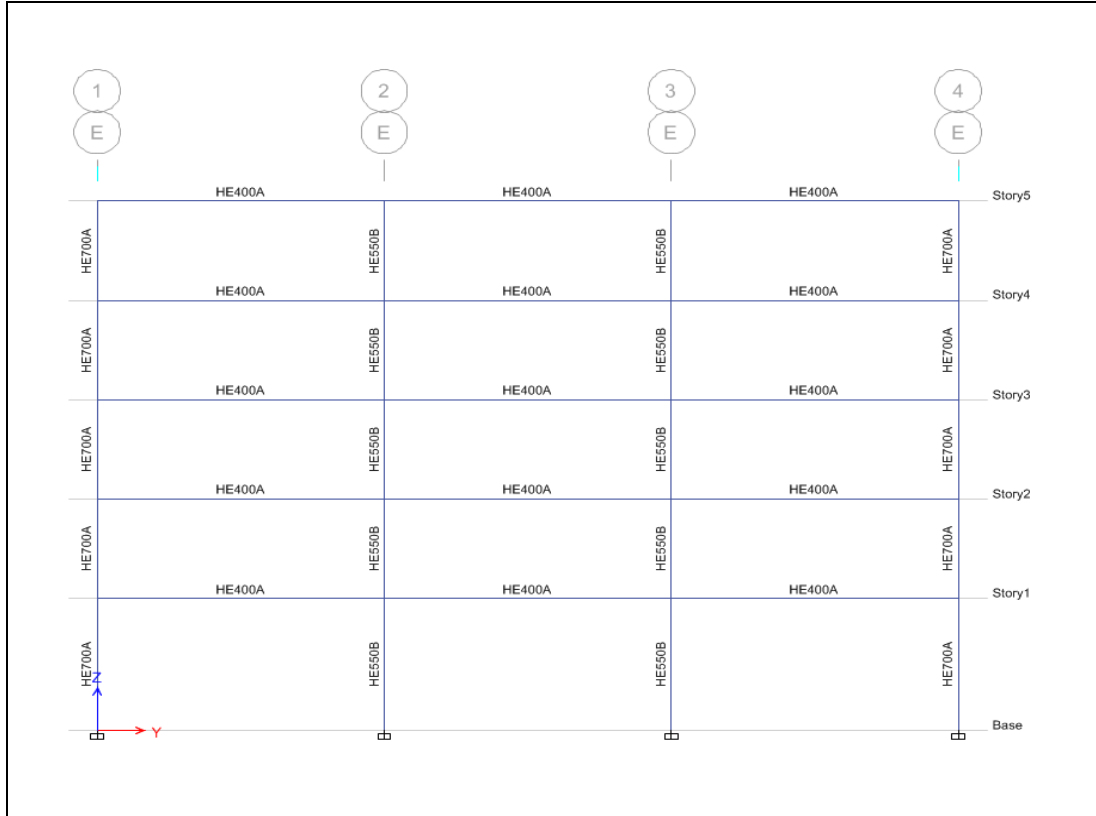 1 2 3 4
E E E E
HE400A HE400A HE400A Story5
HE700A HE550B HE550B HE700A
HE400A HE400A HE400A Story4
HE700A HE550B HE550B HE700A
HE400A HE400A HE400A Story3
HE700A HE550B HE550B HE700A
HE400A HE400A HE400A Story2
HE700A HE550B HE550B HE700A
HE400A HE400A HE400A Story1
HE700A HE550B HE550B HE700A
Z
Y Base